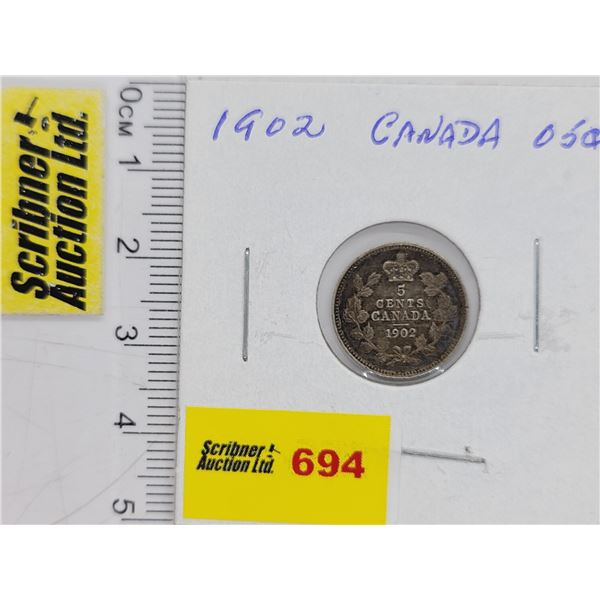 Scribner
Auction Ltd.
0CM 1 2 3 4 5
1902 CANADA 05¢
5
CENTS
CANADA
1902
Scribner
Auction Ltd.
694